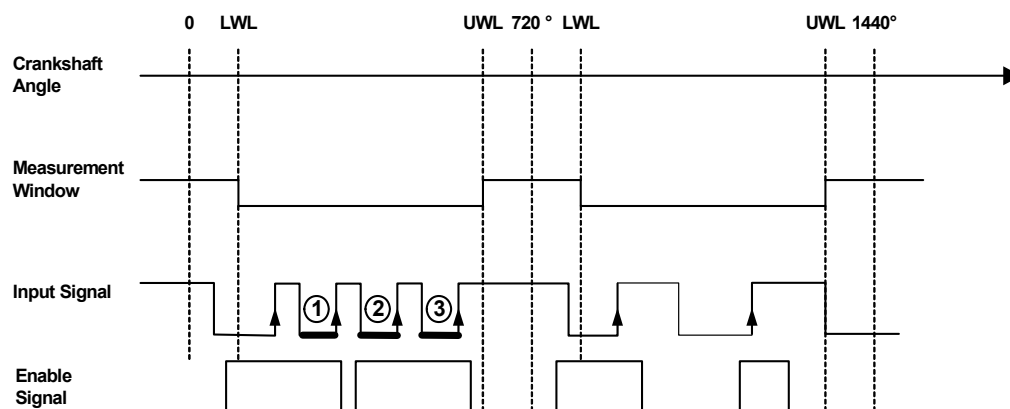 0 LWL UWL 720 ° LWL UWL 1440°
Crankshaft
Angle
Measurement
Window
Input Signal
1 2 3
Enable
Signal